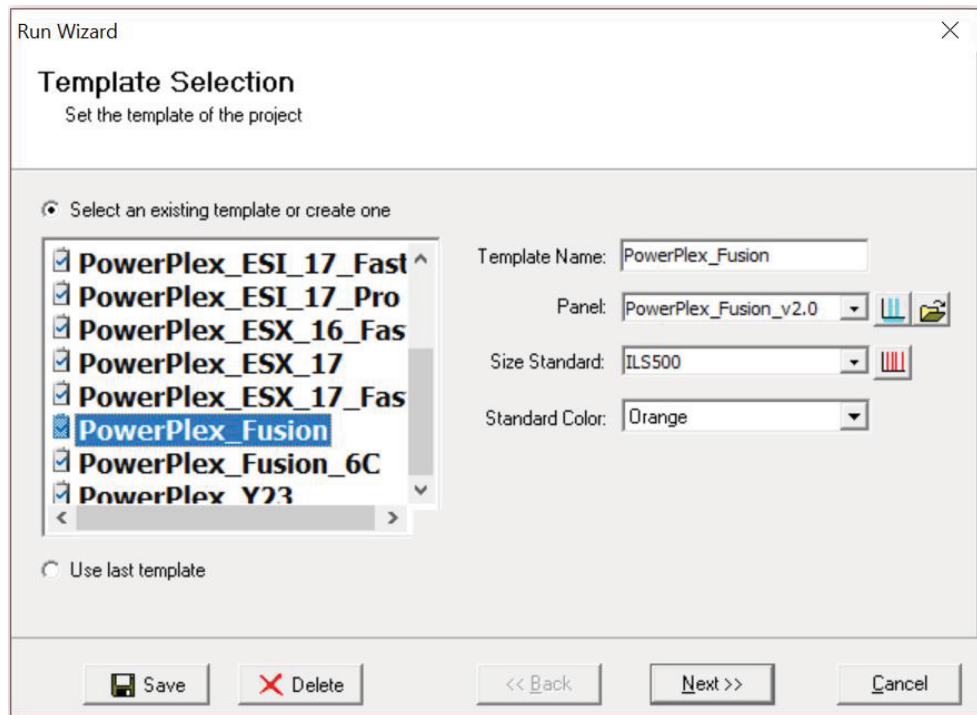 Run Wizard
Template Selection
Set the template of the project
Select an existing template or create one
PowerPlex_ESI_17_Fast
PowerPlex_ESI_17_Pro
PowerPlex_ESX_16_Fas
PowerPlex_ESX_17
PowerPlex_ESX_17_Fas
PowerPlex_Fusion
PowerPlex_Fusion_6C
PowerPlex_Y23
Template Name: PowerPlex_Fusion
Panel: PowerPlex_Fusion_v2.0
Size Standard: ILS500
Standard Color: Orange
Use last template
Save Delete << Back Next >> Cancel